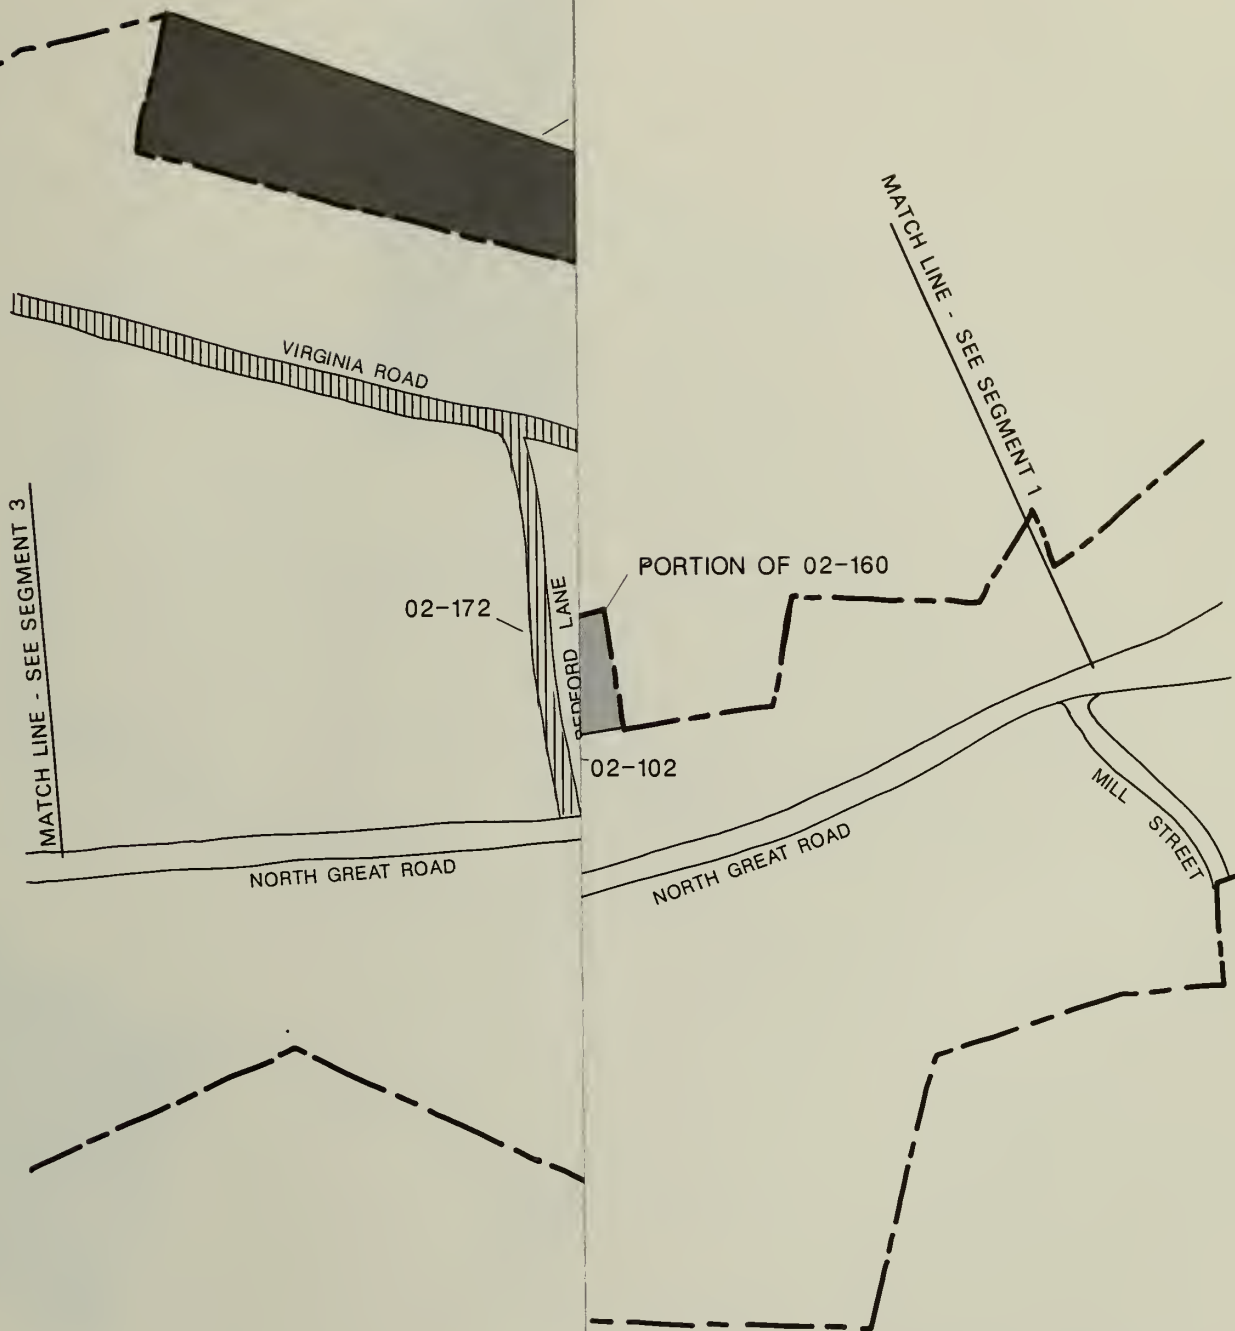 MATCH LINE - SEE SEGMENT 1
VIRGINIA ROAD
MATCH LINE - SEE SEGMENT 3
PORTION OF 02-160
02-172
LANE
02-102
MILL STREET
NORTH GREAT ROAD
NORTH GREAT ROAD